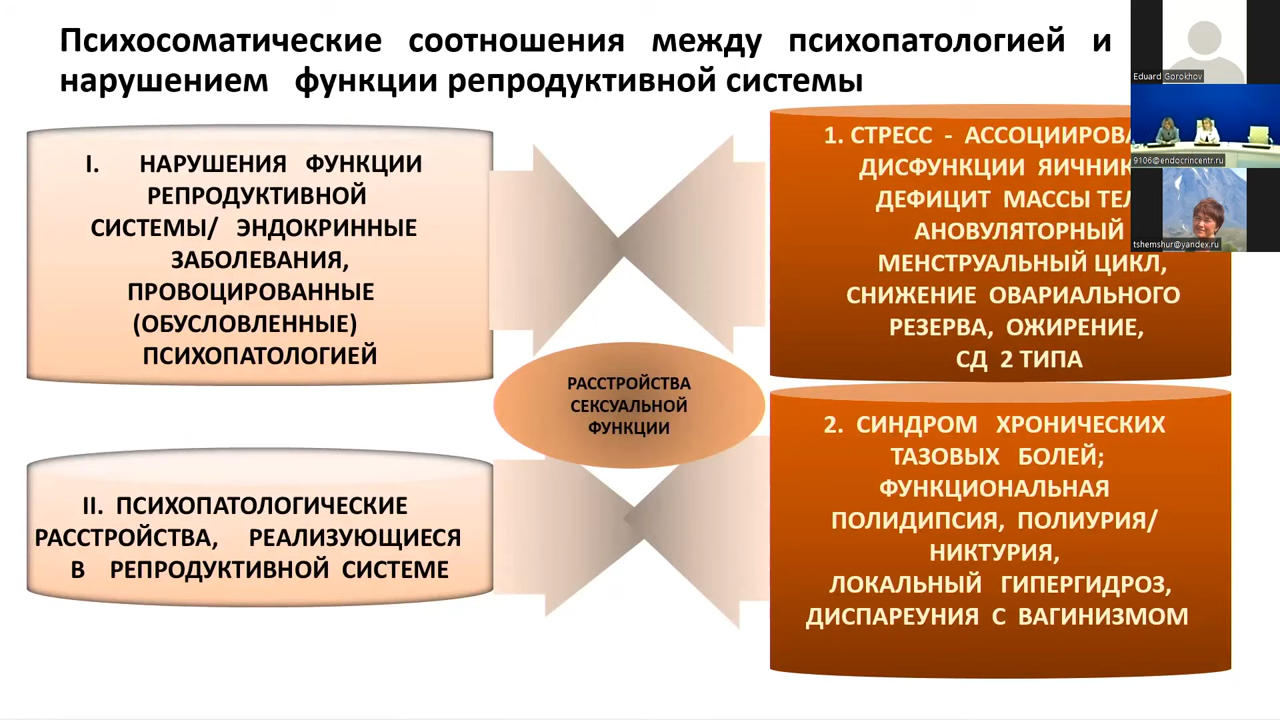 Психосоматические соотношения между психопатологией и
нарушением функции репродуктивной системы
I. НАРУШЕНИЯ ФУНКЦИИ
РЕПРОДУКТИВНОЙ
СИСТЕМЫ/ ЭНДОКРИННЫЕ
ЗАБОЛЕВАНИЯ,
ПРОВОЦИРОВАННЫЕ
(ОБУСЛОВЛЕННЫЕ)
ПСИХОПАТОЛОГИЕЙ
II. ПСИХОПАТОЛОГИЧЕСКИЕ
РАССТРОЙСТВА, РЕАЛИЗУЮЩИЕСЯ
В РЕПРОДУКТИВНОЙ СИСТЕМЕ
РАССТРОЙСТВА
СЕКСУАЛЬНОЙ
ФУНКЦИИ
1. СТРЕСС - 
ДИСФУНКЦИИ
ДЕФИЦИТ МАССЫ
АНОВУЛЯТОРНЫЙ
МЕНСТРУАЛЬНЫЙ ЦИКЛ,
СНИЖЕНИЕ ОВАРИАЛЬНОГО
РЕЗЕРВА, ОЖИРЕНИЕ,
СД 2 ТИПА
2. СИНДРОМ ХРОНИЧЕСКИХ
ТАЗОВЫХ БОЛЕЙ;
ФУНКЦИОНАЛЬНАЯ
ПОЛИДИПСИЯ, ПОЛИУРИЯ/
НИКТУРИЯ,
ЛОКАЛЬНЫЙ ГИПЕРГИДРОЗ,
ДИСПАРЕУНИЯ С ВАГИНИЗМОМ
Eduard Gorokhov
9106@endocrincentr.ru
tshemshur@yandex.ru